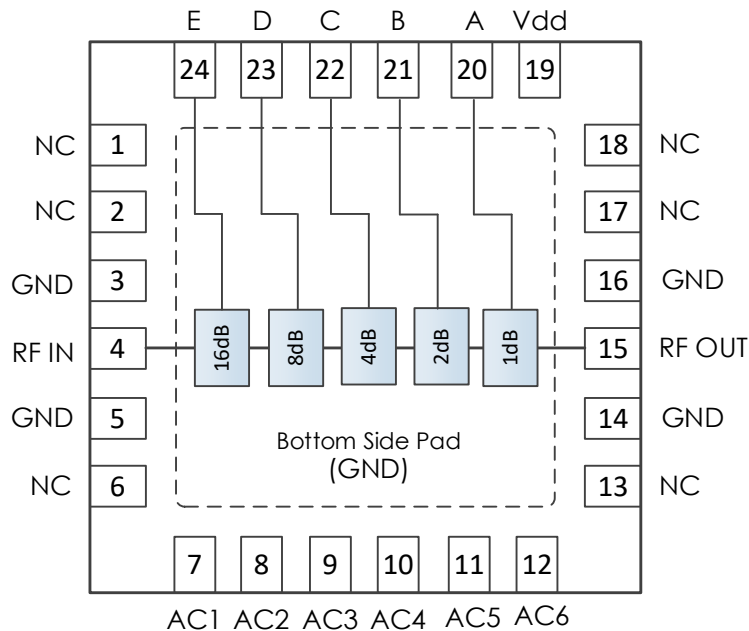 E D C B A Vdd
24 23 22 21 20 19
NC 1 18 NC
NC 2 17 NC
GND 3 16 GND
RF IN 4 16dB 8dB 4dB 2dB 1dB 15 RF OUT
GND 5 14 GND
Bottom Side Pad
(GND)
NC 6 13 NC
7 8 9 10 11 12
AC1 AC2 AC3 AC4 AC5 AC6